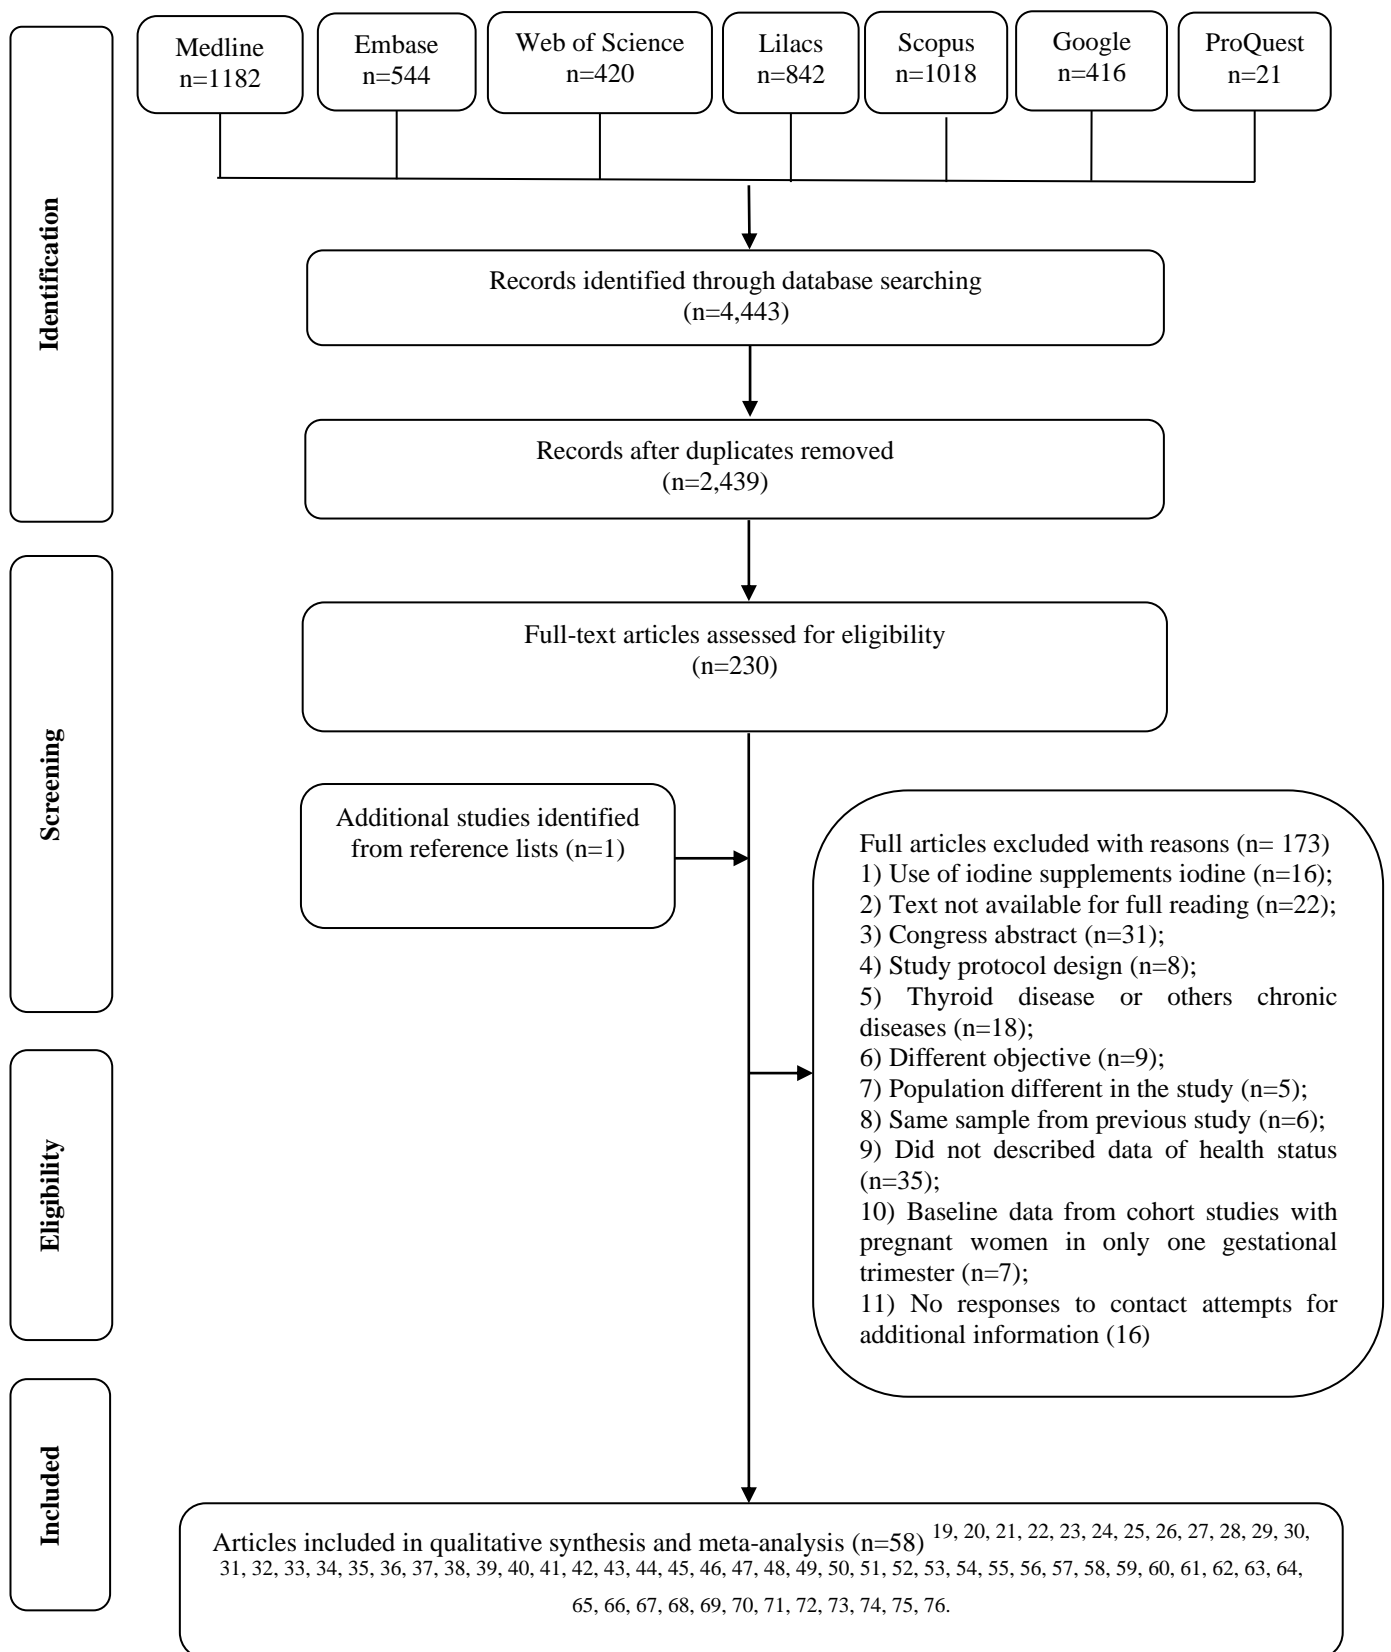 Medline
n=1182
Embase
n=544
Web of Science
n=420
Lilacs
n=842
Scopus
n=1018
Google
n=416
ProQuest
n=21
Identification
Records identified through database searching
(n=4,443)
Records after duplicates removed
(n=2,439)
Screening
Full-text articles assessed for eligibility
(n=230)
Additional studies identified
from reference lists (n=1)
Eligibility
Full articles excluded with reasons (n= 173)
1) Use of iodine supplements iodine (n=16);
2) Text not available for full reading (n=22);
3) Congress abstract (n=31);
4) Study protocol design (n=8);
5) Thyroid disease or others chronic
diseases (n=18);
6) Different objective (n=9);
7) Population different in the study (n=5);
8) Same sample from previous study (n=6);
9) Did not described data of health status
(n=35);
10) Baseline data from cohort studies with
pregnant women in only one gestational
trimester (n=7);
11) No responses to contact attempts for
additional information (16)
Included
Articles included in qualitative synthesis and meta-analysis (n=58) 19, 20, 21, 22, 23, 24, 25, 26, 27, 28, 29, 30,
31, 32, 33, 34, 35, 36, 37, 38, 39, 40, 41, 42, 43, 44, 45, 46, 47, 48, 49, 50, 51, 52, 53, 54, 55, 56, 57, 58, 59, 60, 61, 62, 63, 64,
65, 66, 67, 68, 69, 70, 71, 72, 73, 74, 75, 76.